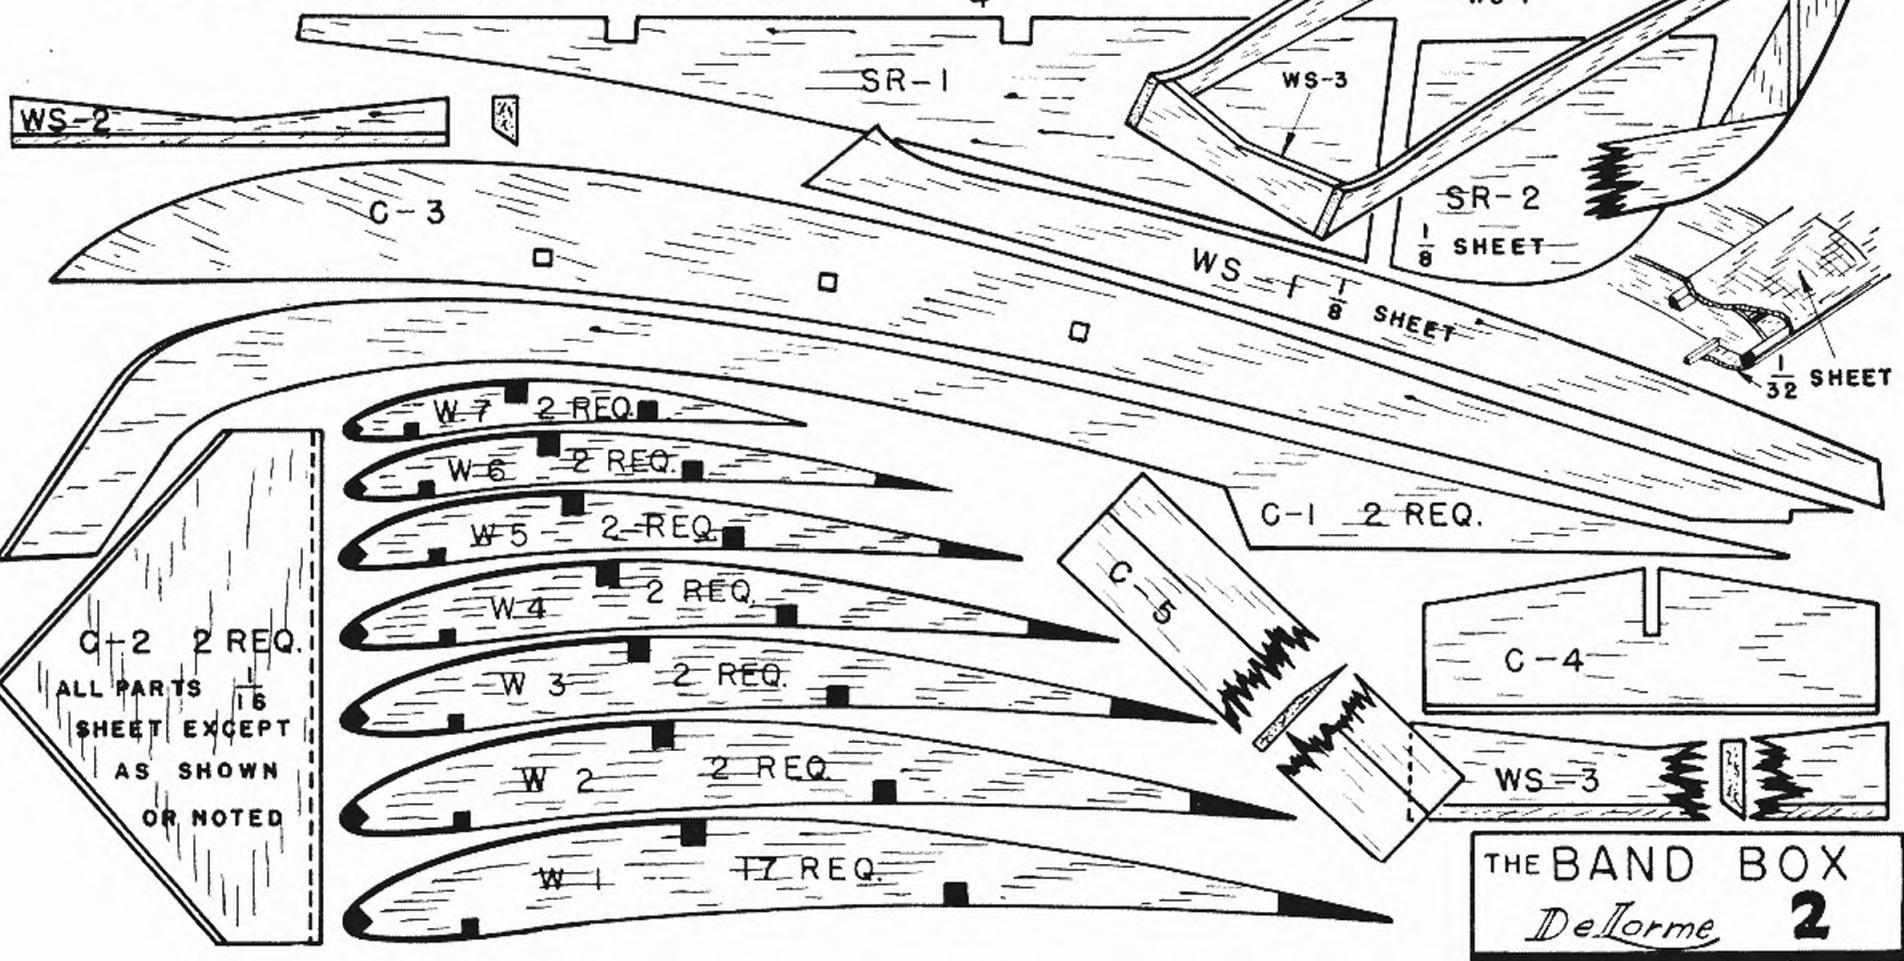 SR-1
WS-3
WS-2
C-3
SR-2
1/8 SHEET
WS-1 1/8 SHEET
1/32 SHEET
W 7 2 REQ.
W 6 2 REQ.
W-5 2-REQ.
W 4 2 REQ.
W 3 2 REQ.
W 2 2 REQ.
W 1 17 REQ.
C-1 2 REQ.
C-5
C-4
WS-3
C-2 2 REQ.
ALL PARTS 1/16
SHEET EXCEPT
AS SHOWN
OR NOTED
THE BAND BOX
DeLorme 2